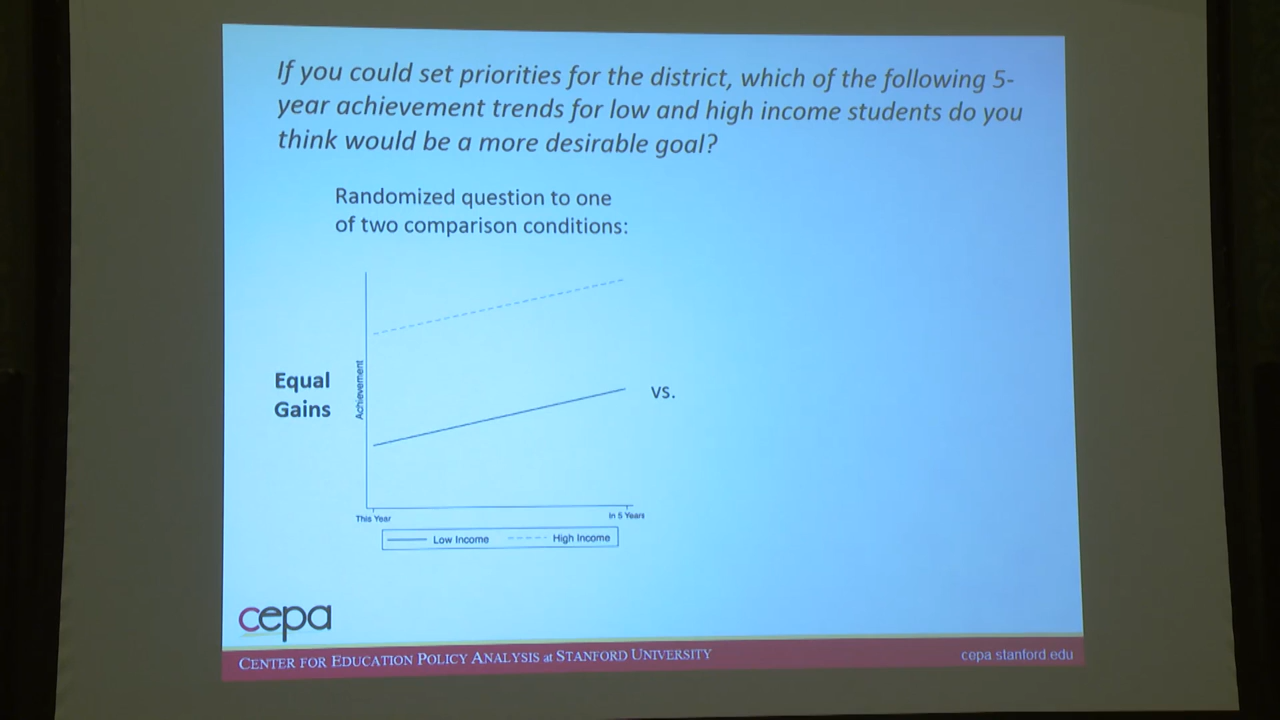 If you could set priorities for the district, which of the following 5-
year achievement trends for low and high income students do you
think would be a more desirable goal?
Randomized question to one
of two comparison conditions:
Equal
Gains
Achievement
vs.
This Year
In 5 Years
Low Income
High Income
cepa
CENTER FOR EDUCATION POLICY ANALYSIS at STANFORD UNIVERSITY
cepa stanford edu